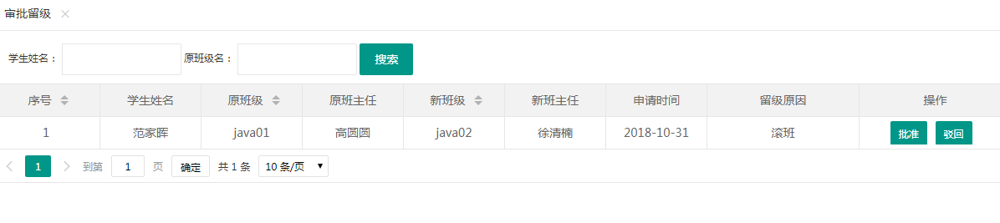 审批留级 ×
学生姓名： 原班级名： 搜索
序号 学生姓名 原班级 原班主任 新班级 新班主任 申请时间 留级原因 操作
1 范家晖 java01 高圆圆 java02 徐清楠 2018-10-31 滚班 批准 驳回
1 到第 1 页 确定 共 1 条 10 条/页